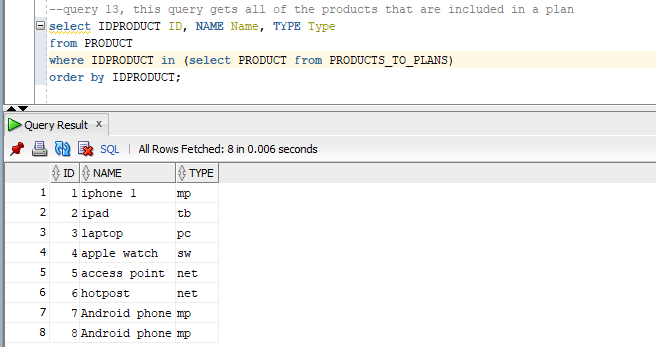 --query 13, this query gets all of the products that are included in a plan
select IDPRODUCT ID, NAME Name, TYPE Type
from PRODUCT
where IDPRODUCT in (select PRODUCT from PRODUCTS_TO_PLANS)
order by IDPRODUCT;
Query Result x
SQL | All Rows Fetched: 8 in 0.006 seconds
ID NAME TYPE
1 1 iphone 1 mp
2 2 ipad tb
3 3 laptop pc
4 4 apple watch sw
5 5 access point net
6 6 hotpost net
7 7 Android phone mp
8 8 Android phone mp